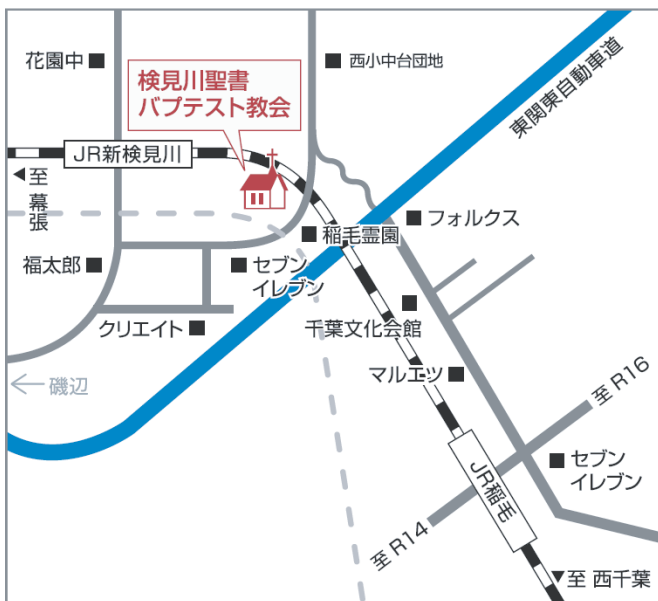 花園中
検見川聖書
バプテスト教会
西小中台団地
東関東自動車道
JR新検見川
至
幕張
フォルクス
稲毛霊園
福太郎
セブン
イレブン
千葉文化会館
クリエイト
マルエツ
磯辺
至 R16
セブン
イレブン
JR稲毛
至 R14
至 西千葉